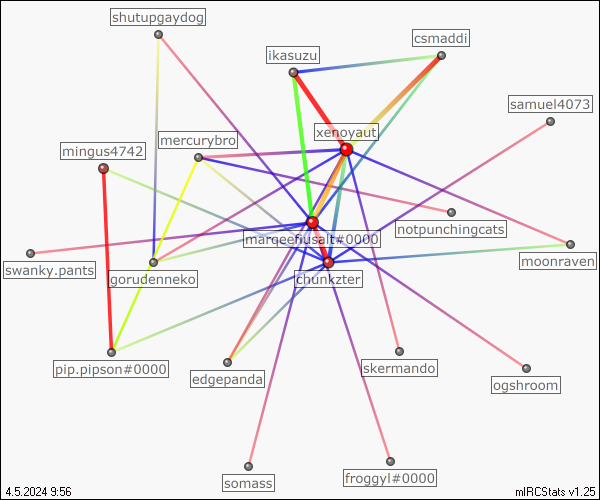 shutupgaydog
csmaddi
ikasuzu
samuel4073
xenoyaut
mercurybro
mingus4742
notpunchingcats
mareenusalt#0000
moonraven
swanky.pants
gorudenneko
chunkzter
pip.pipson#0000
skermando
edgepanda
ogshroom
froggyl#0000
somass
4.5.2024 9:56
mIRCStats v1.25